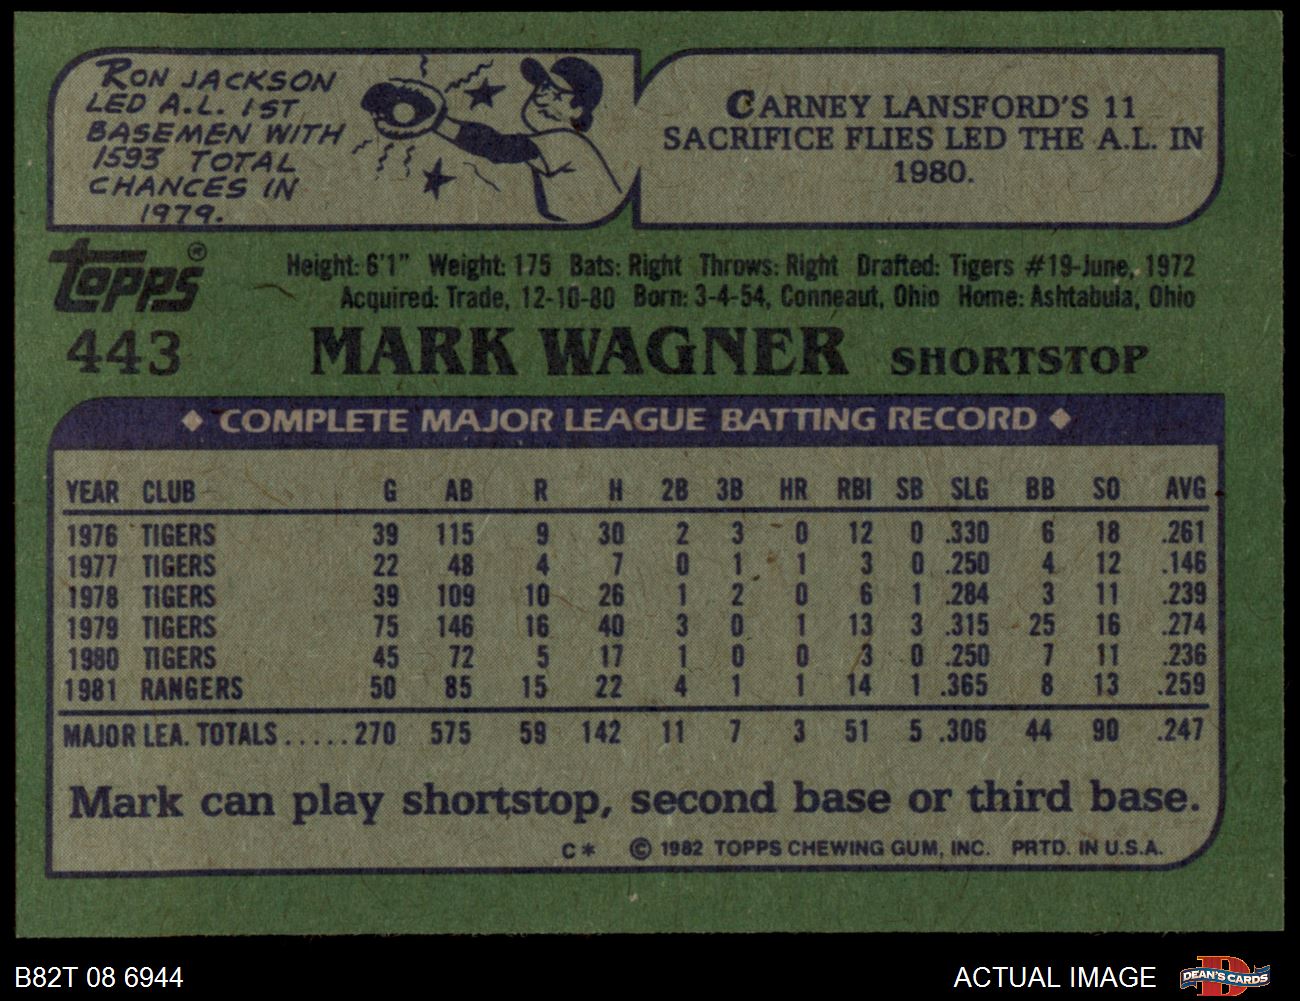 RON JACKSON
LED A.L. 1ST
BASEMEN WITH
1593 TOTAL
CHANCES IN
1979.
CARNEY LANSFORD'S 11
SACRIFICE FLIES LED THE A.L. IN
1980.
Topps®
Height: 6'1" Weight: 175 Bats: Right Throws: Right Drafted: Tigers #19-June, 1972
Acquired: Trade, 12-10-80 Born: 3-4-54, Conneaut, Ohio Home: Ashtabula, Ohio
443 MARK WAGNER SHORTSTOP
◆ COMPLETE MAJOR LEAGUE BATTING RECORD ◆
YEAR CLUB G AB R H 2B 3B HR RBI SB SLG BB SO AVG
1976 TIGERS 39 115 9 30 2 3 0 12 0 .330 6 18 .261
1977 TIGERS 22 48 4 7 0 1 1 3 0 .250 4 12 .146
1978 TIGERS 39 109 10 26 1 2 0 6 1 .284 3 11 .239
1979 TIGERS 75 146 16 40 3 0 1 13 3 .315 25 16 .274
1980 TIGERS 45 72 5 17 1 0 0 3 0 .250 7 11 .236
1981 RANGERS 50 85 15 22 4 1 1 14 1 .365 8 13 .259
MAJOR LEA. TOTALS.....270 575 59 142 11 7 3 51 5 .306 44 90 .247
Mark can play shortstop, second base or third base.
C* © 1982 TOPPS CHEWING GUM, INC. PRTD. IN U.S.A.
B82T 08 6944 ACTUAL IMAGE D DEAN'S CARDS